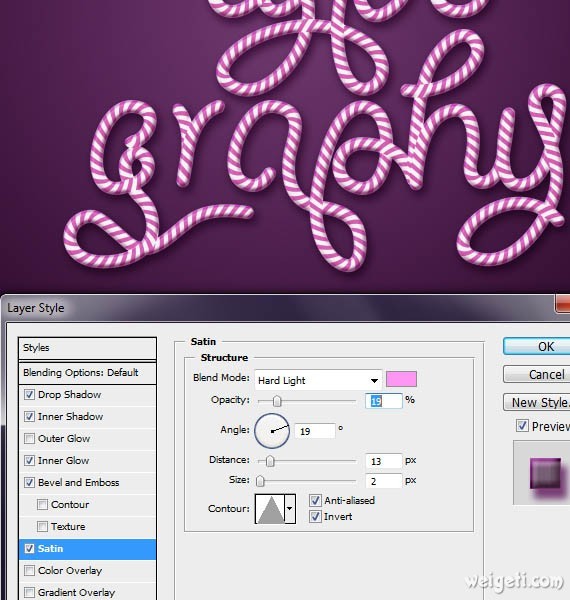 graphy
Layer Style
Styles
Blending Options: Default
Drop Shadow
Inner Shadow
Outer Glow
Inner Glow
Bevel and Emboss
Contour
Texture
Satin
Color Overlay
Gradient Overlay
Satin
Structure
Blend Mode: Hard Light
Opacity: 19 %
Angle: 19 °
Distance: 13 px
Size: 2 px
Contour: Anti-aliased
Invert
OK
Cancel
New Style.
Preview
weigeti.com